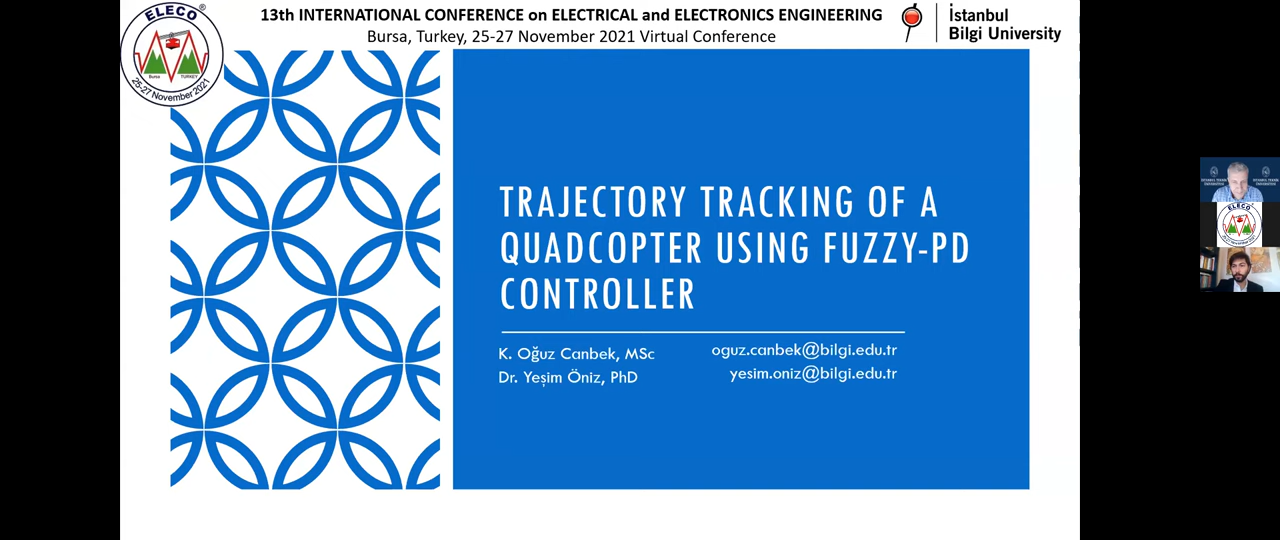 13th INTERNATIONAL CONFERENCE on ELECTRICAL and ELECTRONICS ENGINEERING
Bursa, Turkey, 25-27 November 2021 Virtual Conference
İstanbul
Bilgi University
ELECO®
Bursa TURKEY
25-27 November 2021
TRAJECTORY TRACKING OF A
QUADCOPTER USING FUZZY-PD
CONTROLLER
K. Oğuz Canbek, MSc
oguz.canbek@bilgi.edu.tr
Dr. Yeşim Öniz, PhD
yesim.oniz@bilgi.edu.tr
ELECO